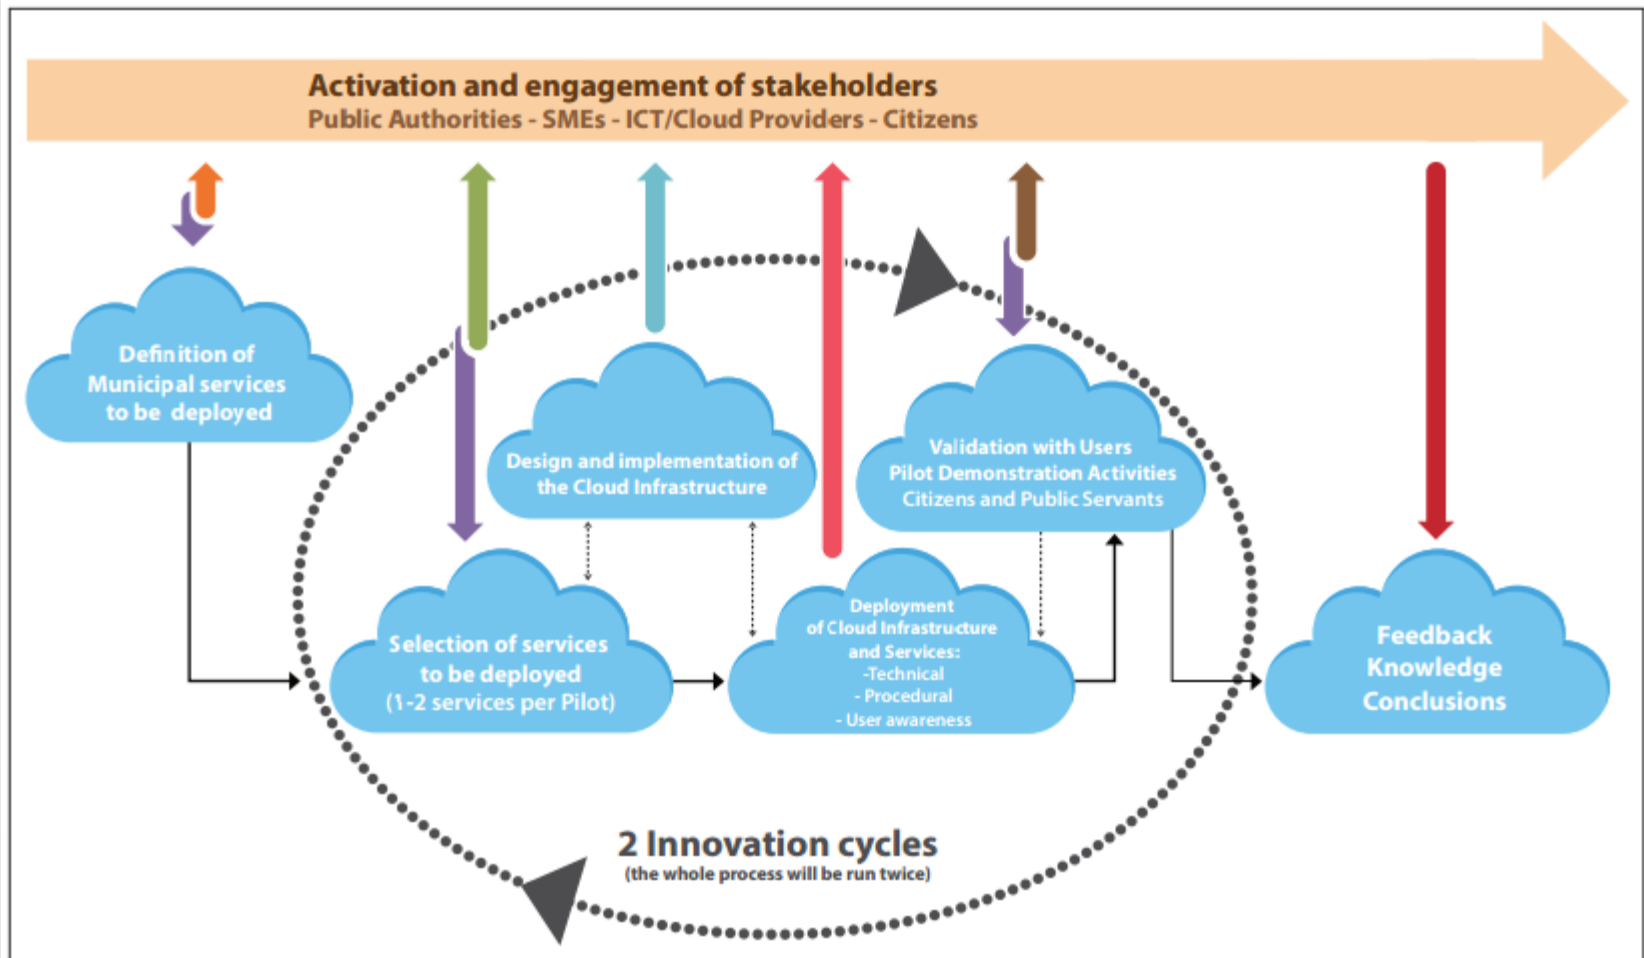 Activation and engagement of stakeholders
Public Authorities - SMEs - ICT/Cloud Providers - Citizens
Definition of
Municipal services
to be deployed
Design and implementation of
the Cloud Infrastructure
Validation with Users
Pilot Demonstration Activities
Citizens and Public Servants
Selection of services
to be deployed
(1-2 services per Pilot)
Deployment
of Cloud Infrastructure
and Services:
-Technical
- Procedural
- User awareness
Feedback
Knowledge
Conclusions
2 Innovation cycles
(the whole process will be run twice)